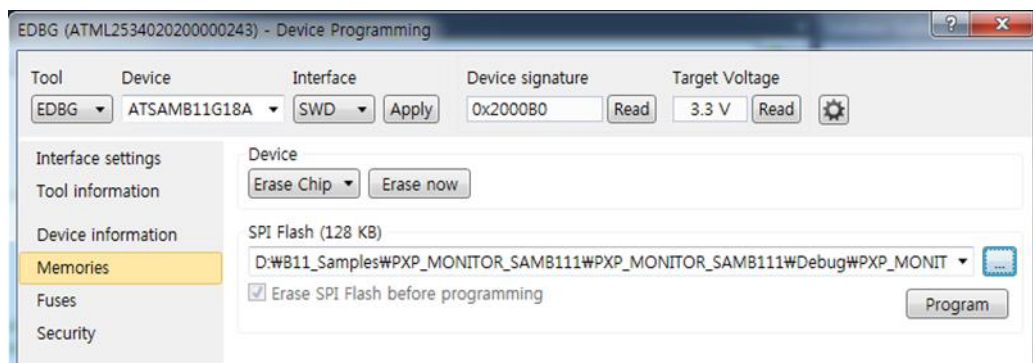 EDBG (ATML2534020200000243) - Device Programming
Tool Device Interface Device signature Target Voltage
EDBG ATSAMB11G18A SWD Apply 0x2000B0 Read 3.3 V Read
Interface settings
Tool information
Device information
Memories
Fuses
Security
Device
Erase Chip Erase now
SPI Flash (128 KB)
D:₩B11_Samples₩PXP_MONITOR_SAMB111₩PXP_MONITOR_SAMB111₩Debug₩PXP_MONIT ...
Erase SPI Flash before programming
Program